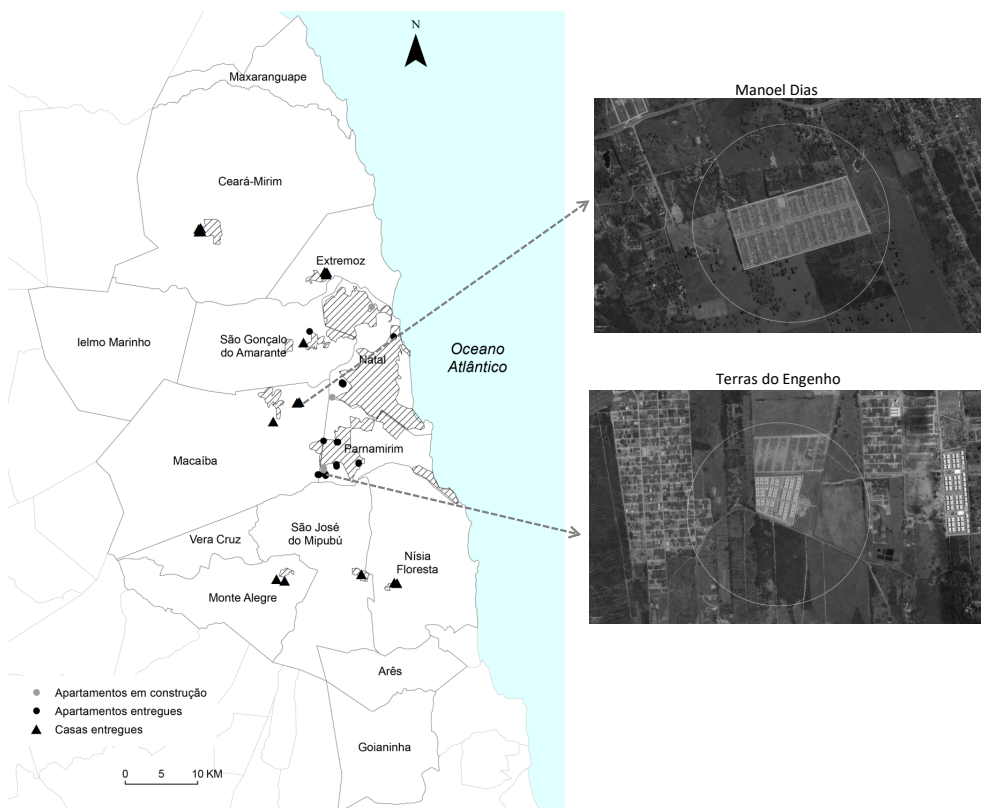 N
Maxaranguape
Ceará-Mirim
Extremoz
Ielmo Marinho
São Gonçalo
do Amarante
Natal
Oceano
Atlântico
Macaíba
Parnamirim
São José
do Mipubú
Vera Cruz
Nísia
Floresta
Monte Alegre
Arês
Goianinha
Apartamentos em construção
Apartamentos entregues
Casas entregues
0 5 10 KM
Manoel Dias
Terras do Engenho